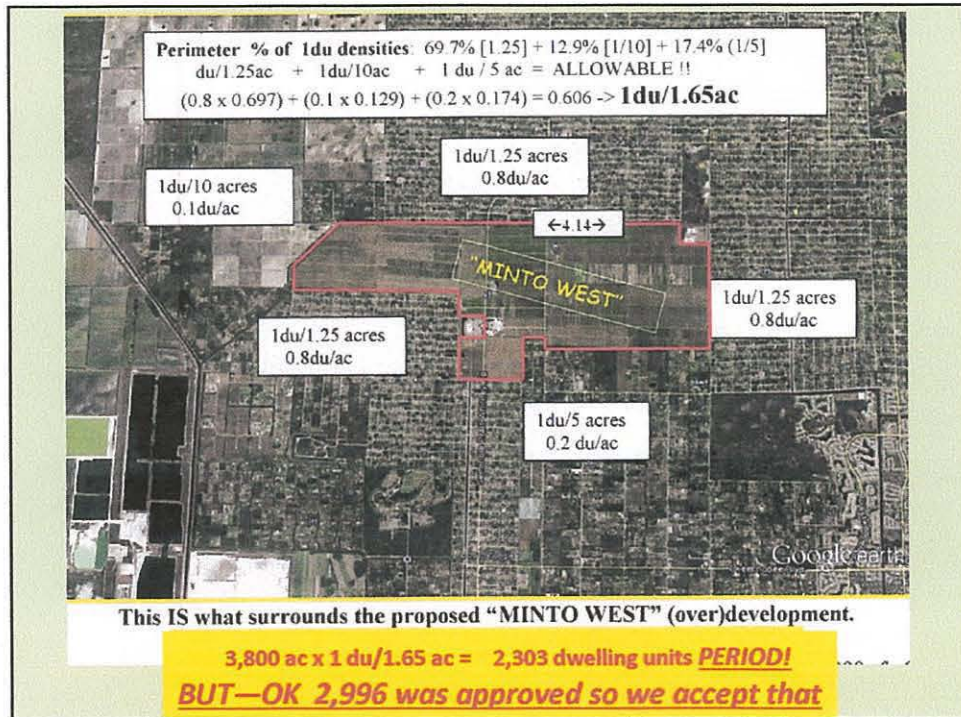 Perimeter % of 1du densities: 69.7% [1.25] + 12.9% [1/10] + 17.4% (1/5]
du/1.25ac + 1du/10ac + 1 du / 5 ac = ALLOWABLE !!
(0.8 x 0.697) + (0.1 x 0.129) + (0.2 x 0.174) = 0.606 -> 1du/1.65ac
1du/1.25 acres
0.8du/ac
1du/10 acres
0.1du/ac
←4.14→
"MINTO WEST"
1du/1.25 acres
0.8du/ac
1du/1.25 acres
0.8du/ac
1du/5 acres
0.2 du/ac
Google earth
This IS what surrounds the proposed “MINTO WEST” (over)development.
3,800 ac x 1 du/1.65 ac = 2,303 dwelling units PERIOD!
BUT—OK 2,996 was approved so we accept that